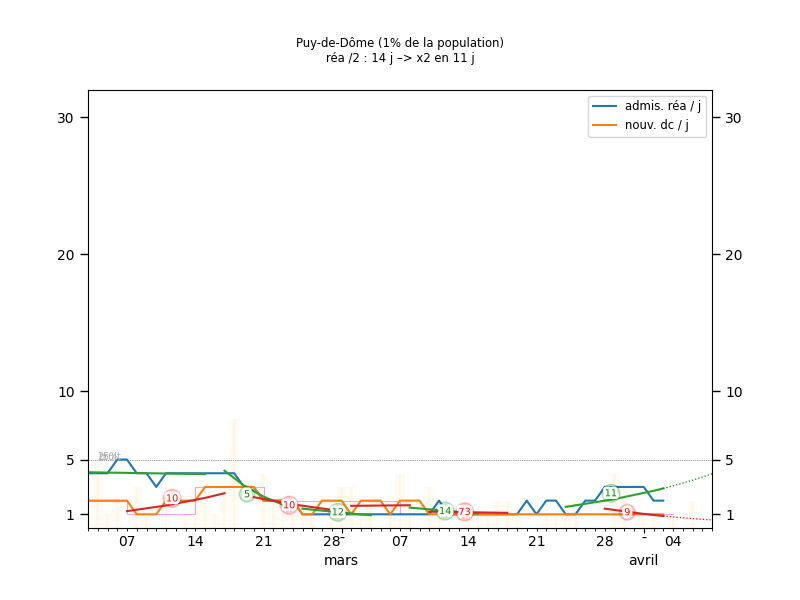 Puy-de-Dôme (1% de la population)
réa /2 : 14 j –> x2 en 11 j
admis. réa / j
nouv. dc / j
30 30
20 20
10 10
5 5
1 1
10 5 10 12 14 73 11 9
07 14 21 28 07 14 21 28 04
mars avril